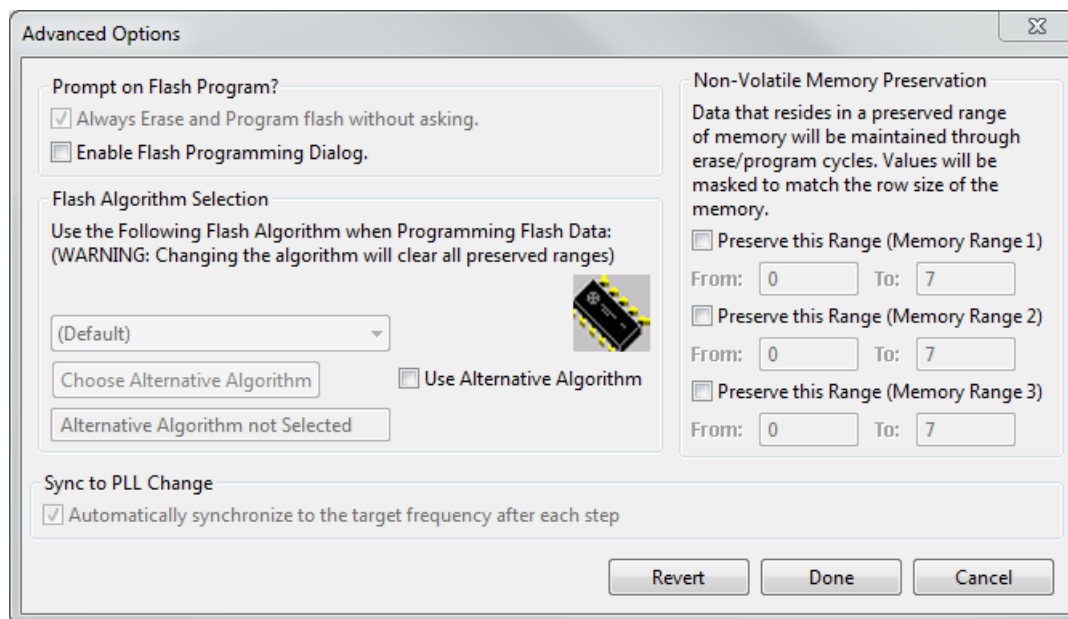 Advanced Options
Prompt on Flash Program?
Always Erase and Program flash without asking.
Enable Flash Programming Dialog.
Flash Algorithm Selection
Use the Following Flash Algorithm when Programming Flash Data:
(WARNING: Changing the algorithm will clear all preserved ranges)
(Default)
Choose Alternative Algorithm
Use Alternative Algorithm
Alternative Algorithm not Selected
Non-Volatile Memory Preservation
Data that resides in a preserved range
of memory will be maintained through
erase/program cycles. Values will be
masked to match the row size of the
memory.
Preserve this Range (Memory Range 1)
From: 0 To: 7
Preserve this Range (Memory Range 2)
From: 0 To: 7
Preserve this Range (Memory Range 3)
From: 0 To: 7
Sync to PLL Change
Automatically synchronize to the target frequency after each step
Revert Done Cancel